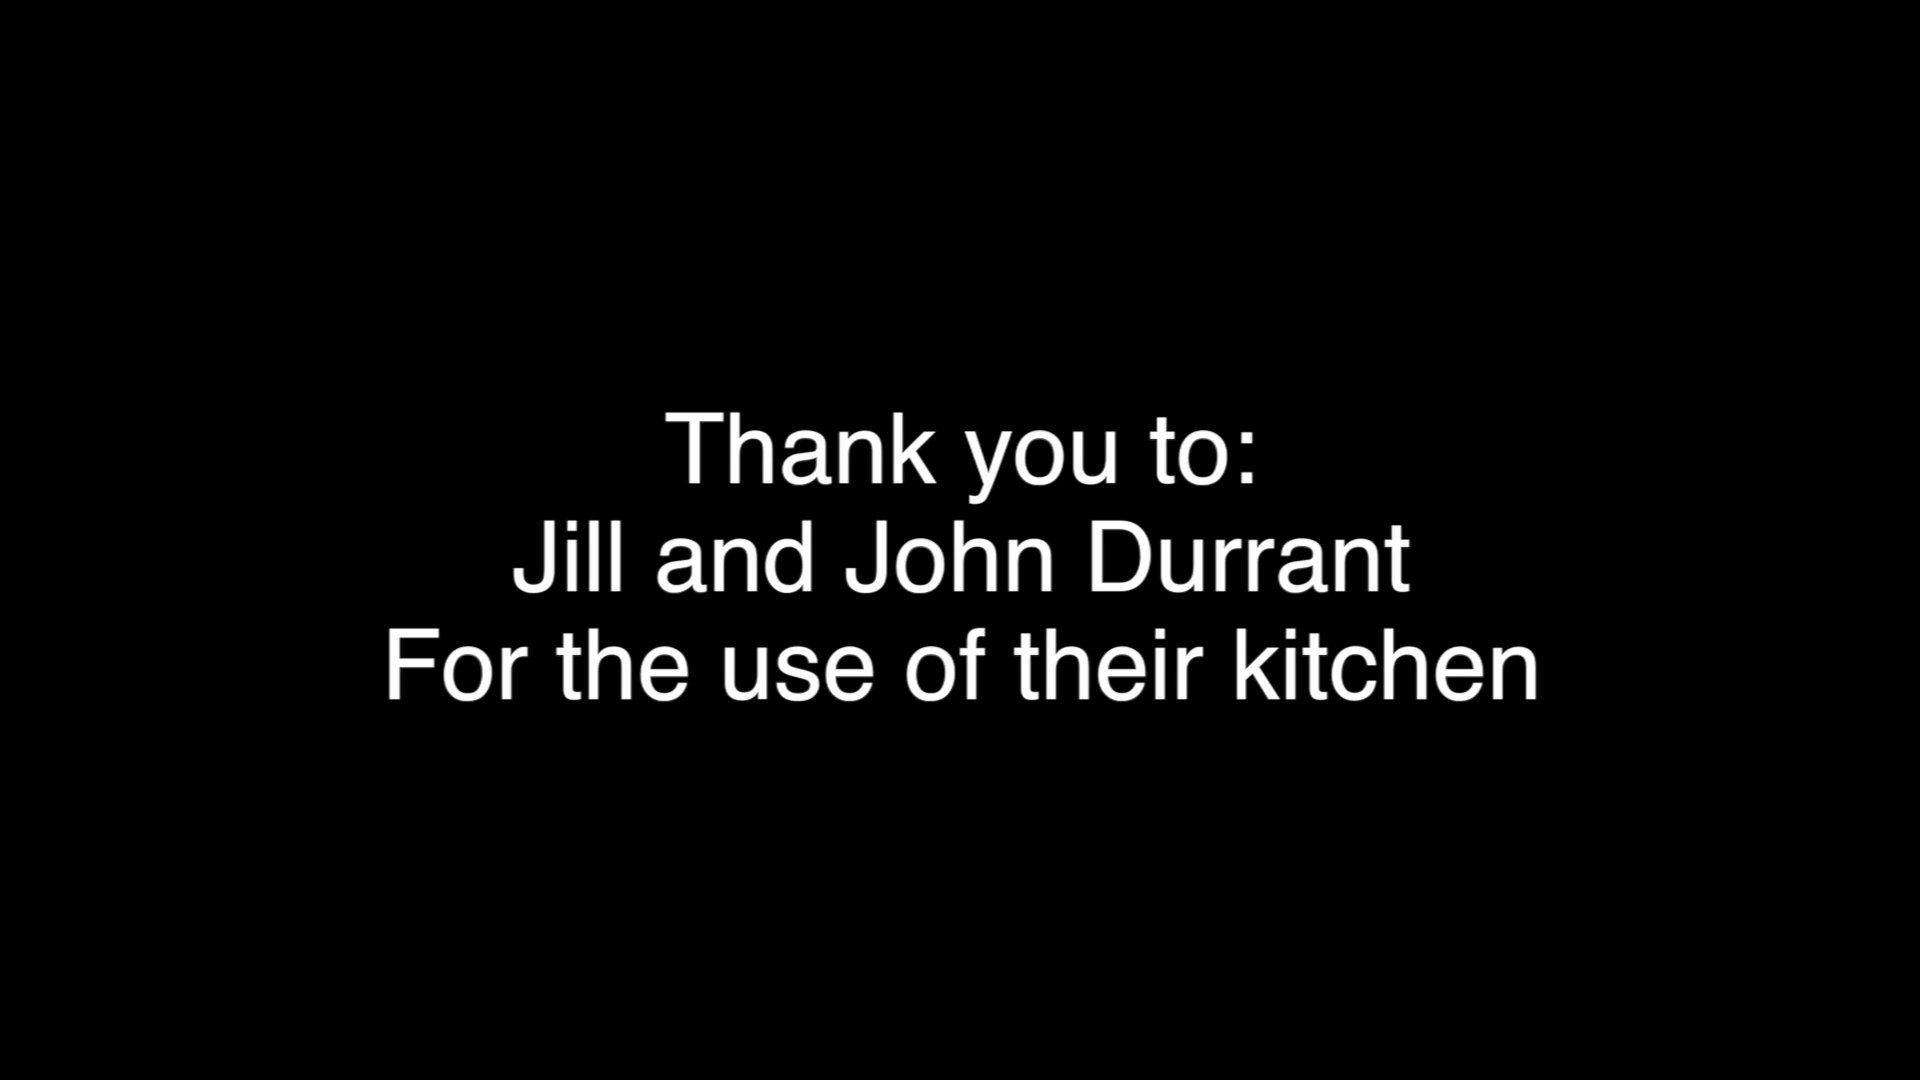 Thank you to:
Jill and John Durrant
For the use of their kitchen